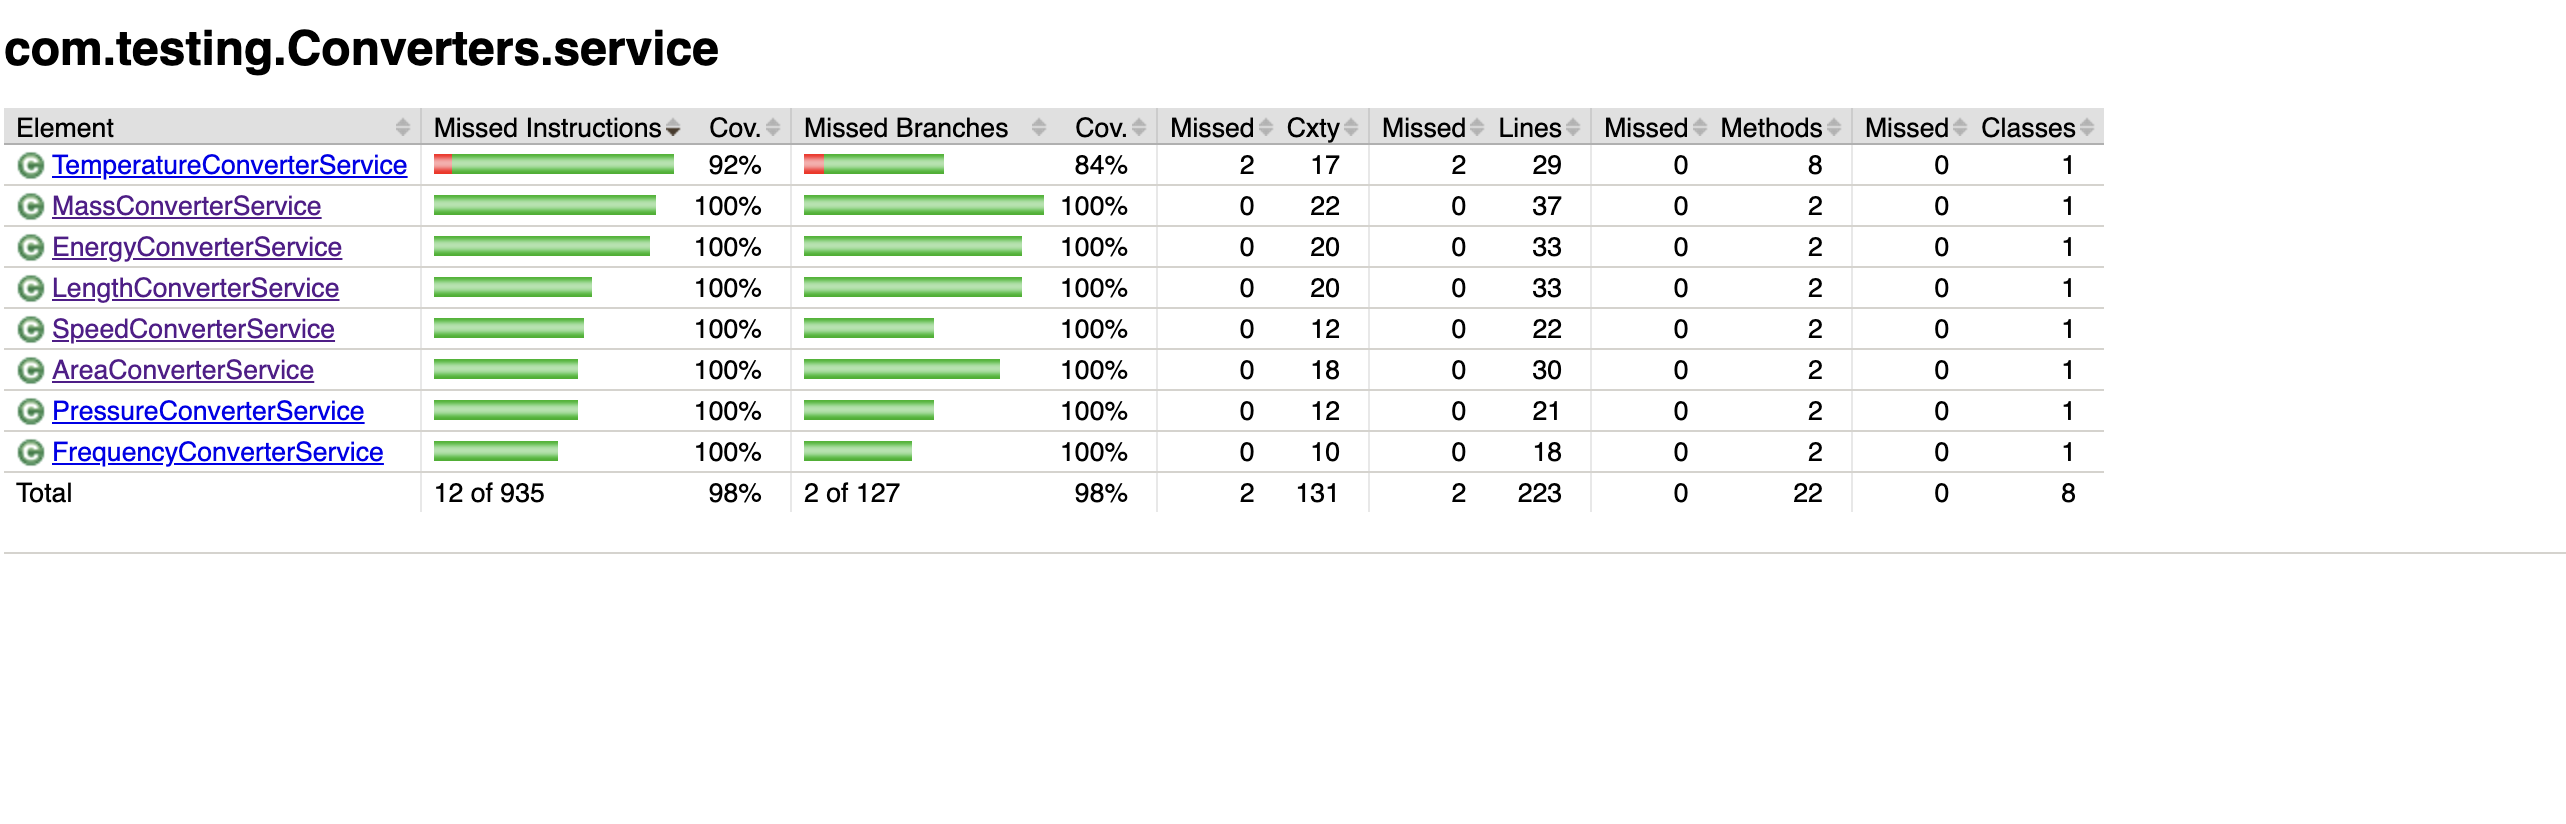 com.testing.Converters.service
Element Missed Instructions Cov. Missed Branches Cov. Missed Cxty Missed Lines Missed Methods Missed Classes
C TemperatureConverterService 92% 84% 2 17 2 29 0 8 0 1
C MassConverterService 100% 100% 0 22 0 37 0 2 0 1
C EnergyConverterService 100% 100% 0 20 0 33 0 2 0 1
C LengthConverterService 100% 100% 0 20 0 33 0 2 0 1
C SpeedConverterService 100% 100% 0 12 0 22 0 2 0 1
C AreaConverterService 100% 100% 0 18 0 30 0 2 0 1
C PressureConverterService 100% 100% 0 12 0 21 0 2 0 1
C FrequencyConverterService 100% 100% 0 10 0 18 0 2 0 1
Total 12 of 935 98% 2 of 127 98% 2 131 2 223 0 22 0 8